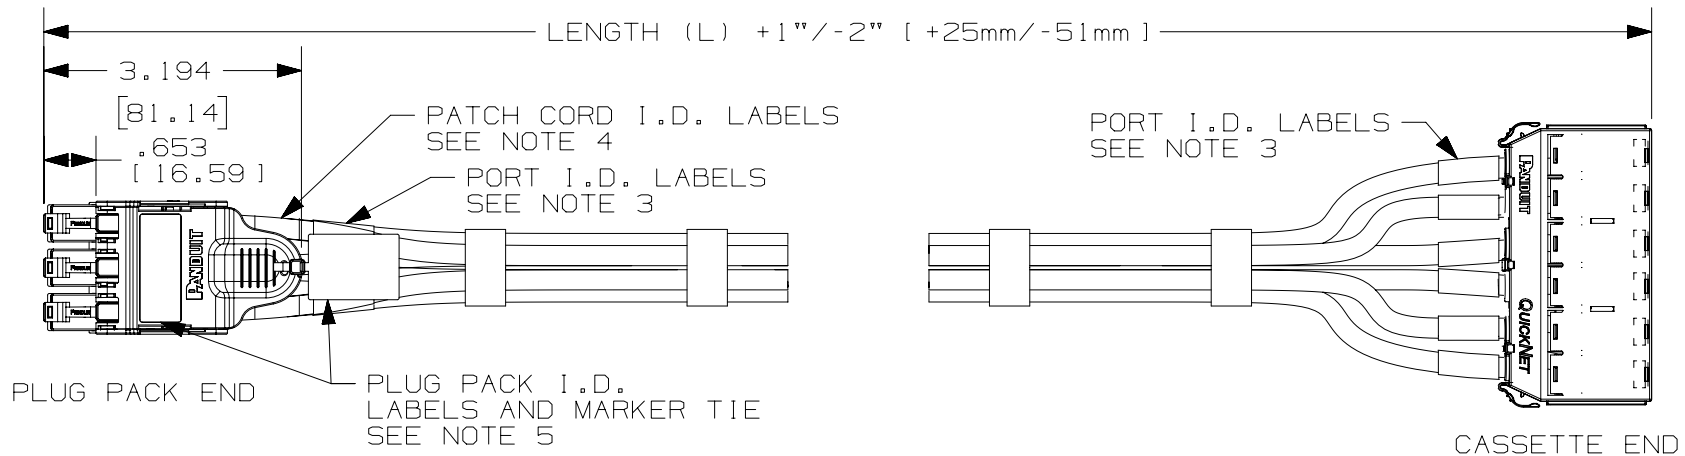 LENGTH (L) +1"/-2" [ +25mm/-51mm ]
3.194
[81.14]
.653
[ 16.59 ]
PATCH CORD I.D. LABELS
SEE NOTE 4
PORT I.D. LABELS
SEE NOTE 3
PORT I.D. LABELS
SEE NOTE 3
PANDUIT
PANDUIT
QUICKNET
PLUG PACK END
PLUG PACK I.D.
LABELS AND MARKER TIE
SEE NOTE 5
CASSETTE END